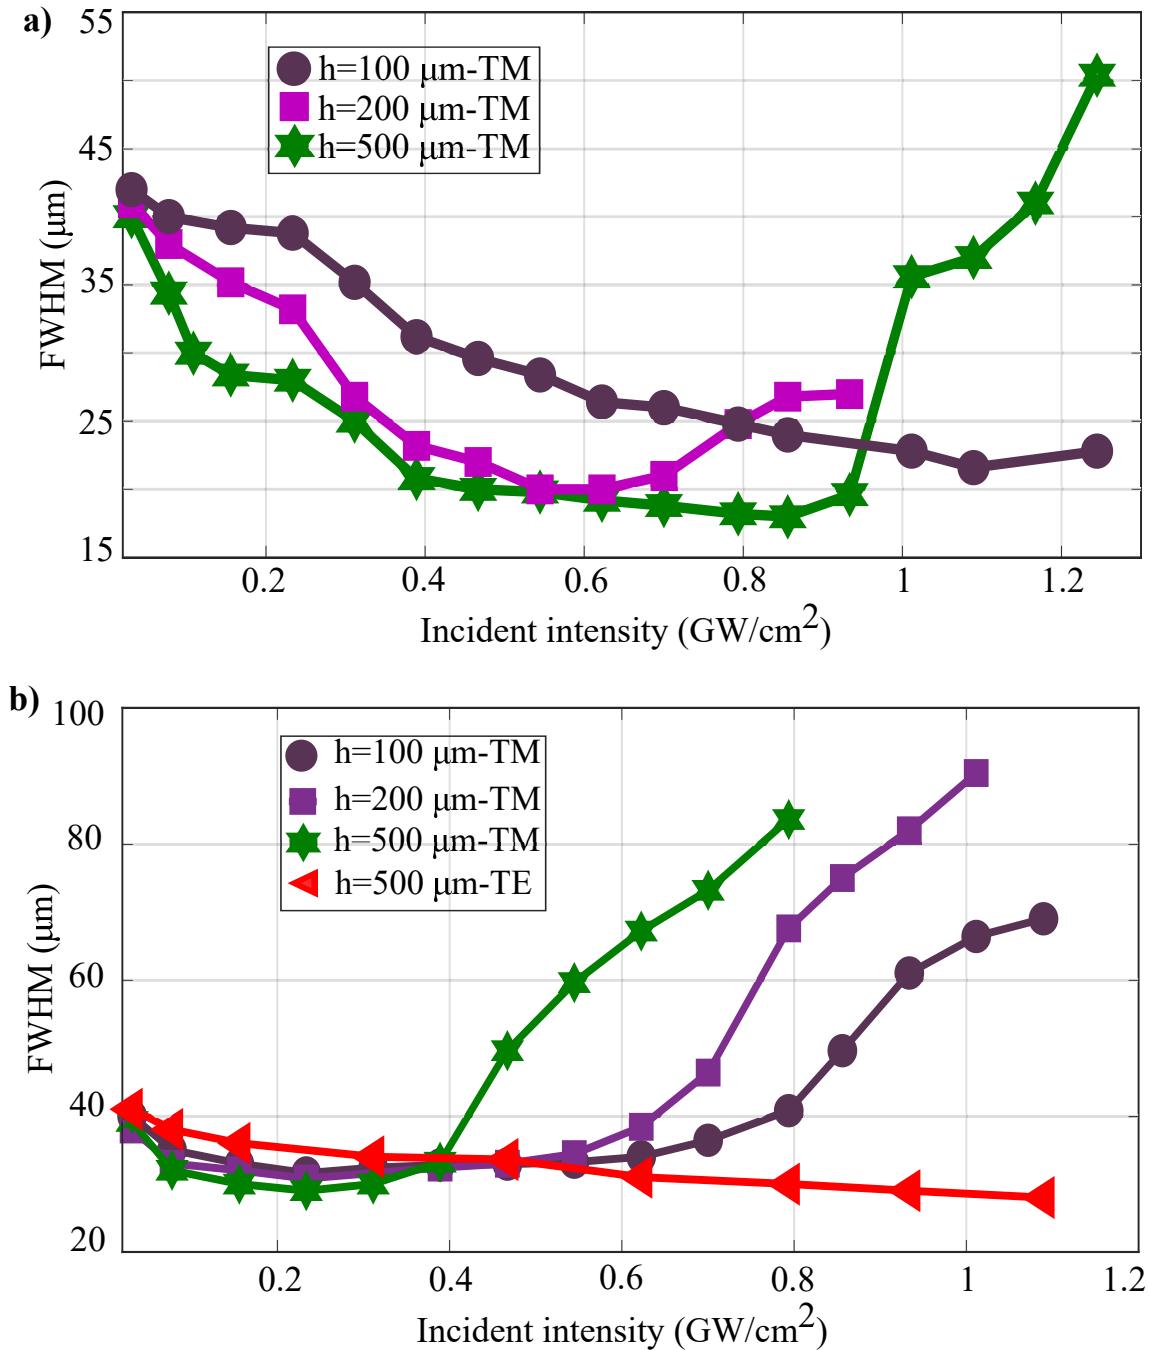 a)
55
45
35
25
15
FWHM (μm)
h=100 μm-TM
h=200 μm-TM
h=500 μm-TM
0.2 0.4 0.6 0.8 1 1.2
Incident intensity (GW/cm²)
b)
100
80
60
40
20
FWHM (μm)
h=100 μm-TM
h=200 μm-TM
h=500 μm-TM
h=500 μm-TE
0.2 0.4 0.6 0.8 1 1.2
Incident intensity (GW/cm²)